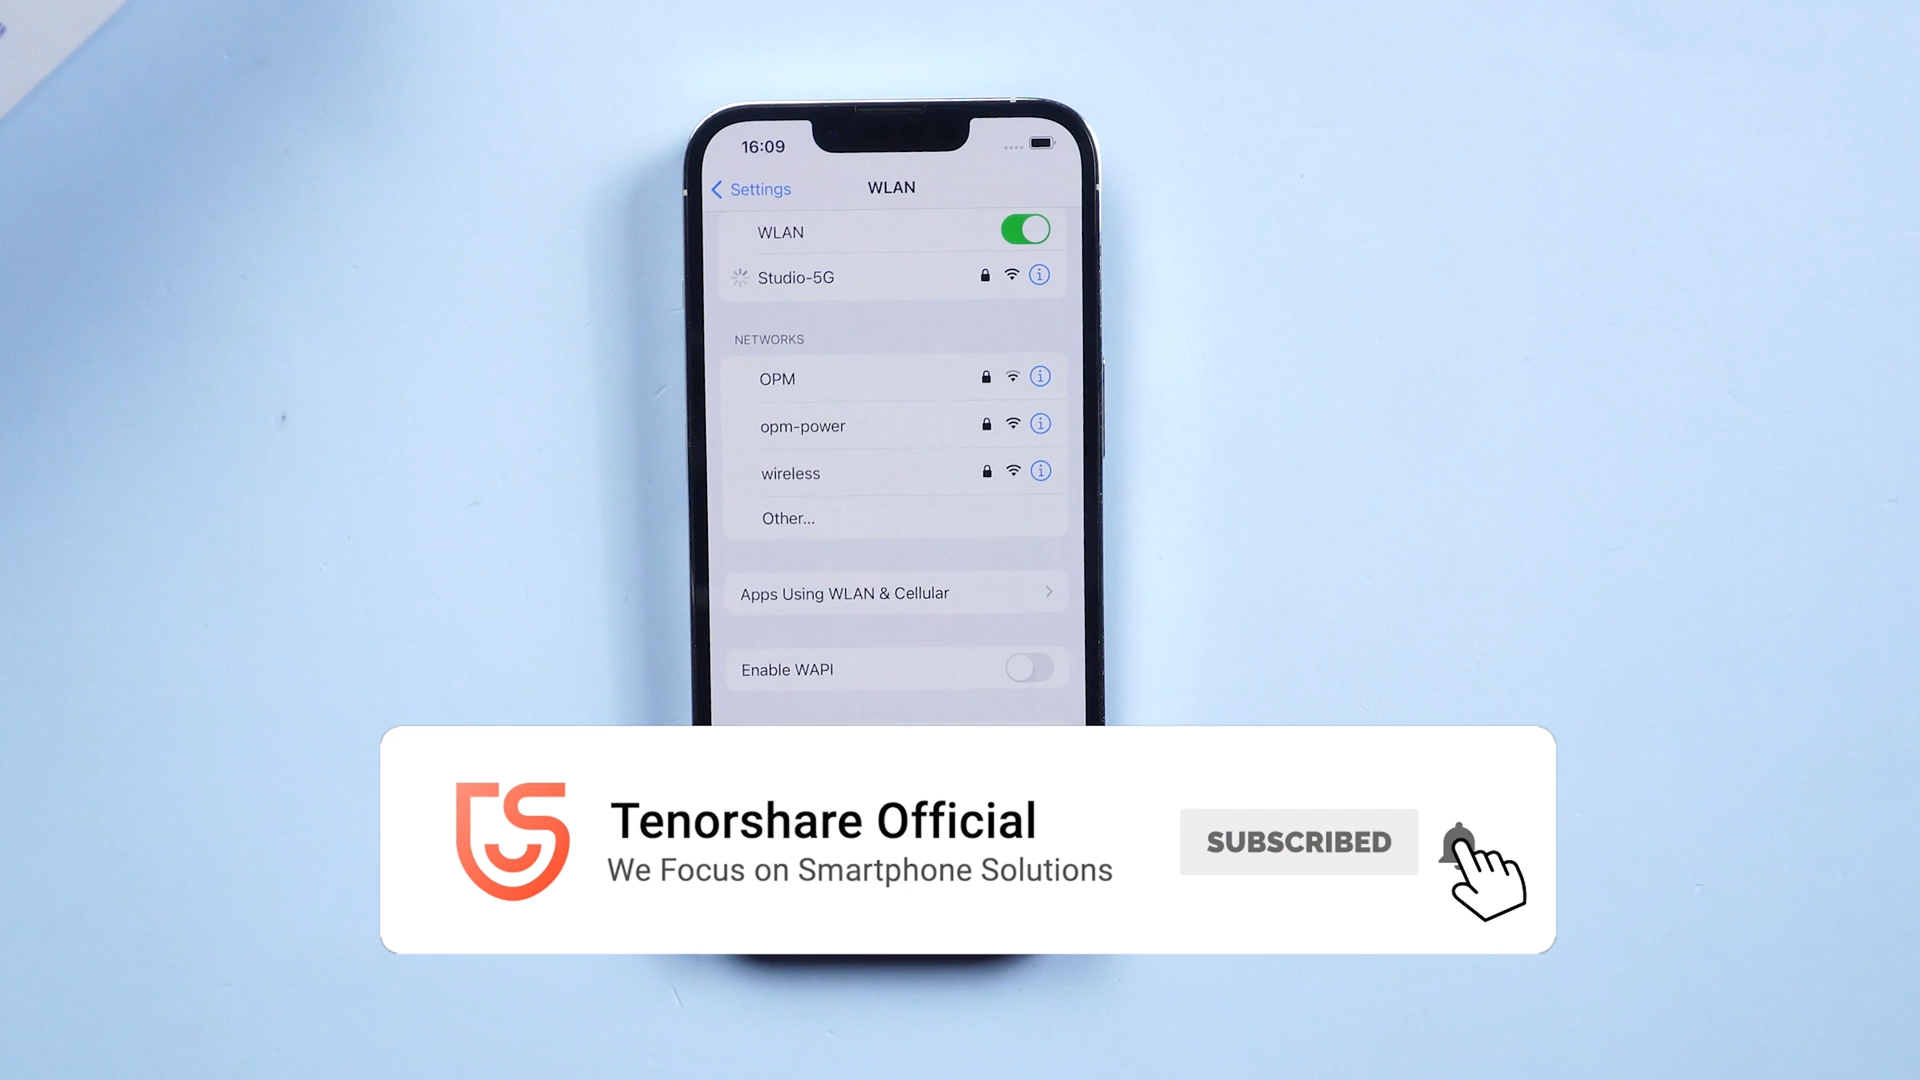 16:09
Settings
WLAN
WLAN
Studio-5G
NETWORKS
OPM
opm-power
wireless
Other...
Apps Using WLAN & Cellular
Enable WAPI
Tenorshare Official
We Focus on Smartphone Solutions
SUBSCRIBED